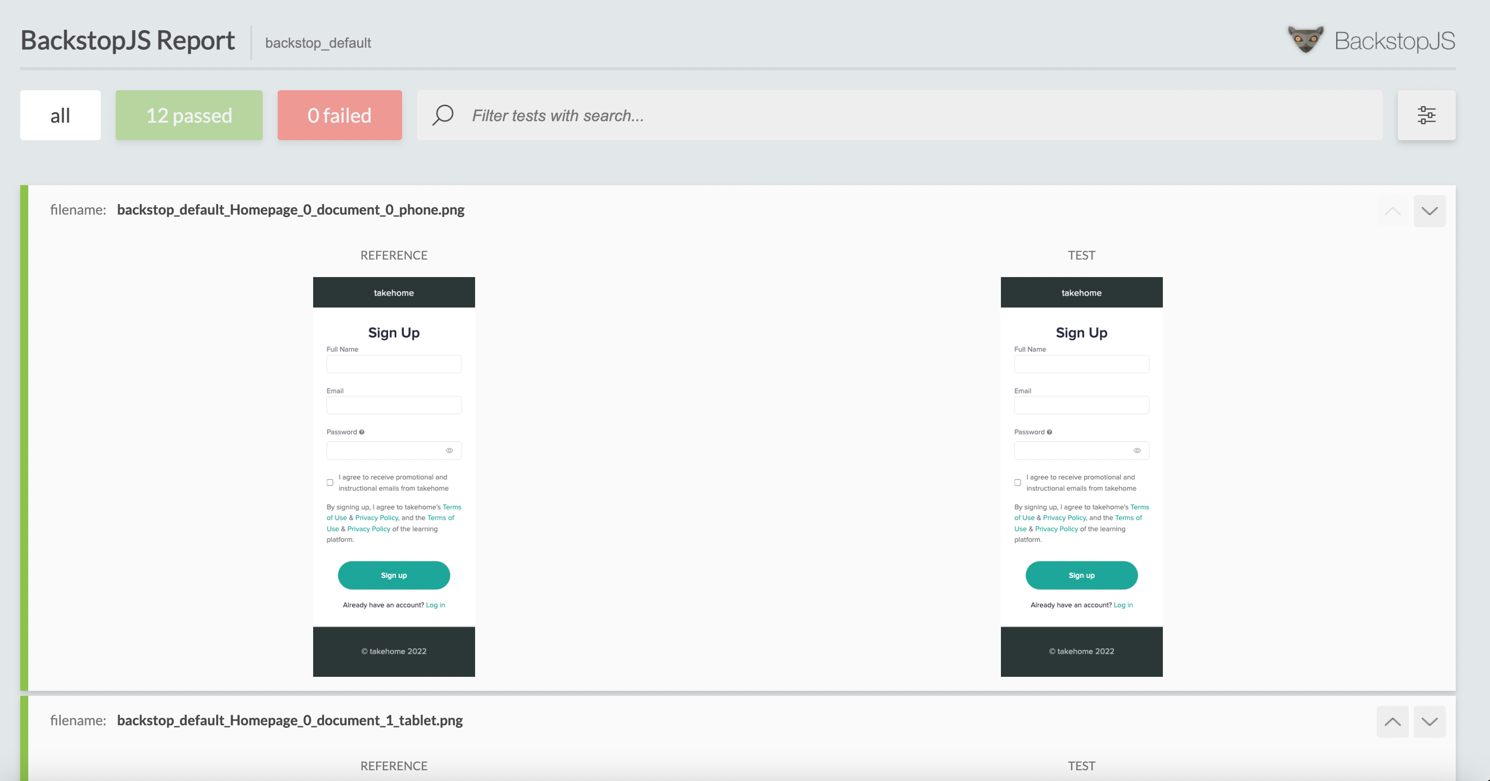 BackstopJS Report
backstop_default
BackstopJS
all
12 passed
0 failed
Filter tests with search...
filename: backstop_default_Homepage_0_document_0_phone.png
REFERENCE
takehome
Sign Up
Full Name
Email
Password
I agree to receive promotional and
instructional emails from takehome
By signing up, I agree to takehome's Terms
of Use & Privacy Policy, and the Terms of
Use & Privacy Policy of the learning
platform.
Sign up
Already have an account? Log in
© takehome 2022
TEST
takehome
Sign Up
Full Name
Email
Password
I agree to receive promotional and
instructional emails from takehome
By signing up, I agree to takehome's Terms
of Use & Privacy Policy, and the Terms of
Use & Privacy Policy of the learning
platform.
Sign up
Already have an account? Log in
© takehome 2022
filename: backstop_default_Homepage_0_document_1_tablet.png
REFERENCE
TEST